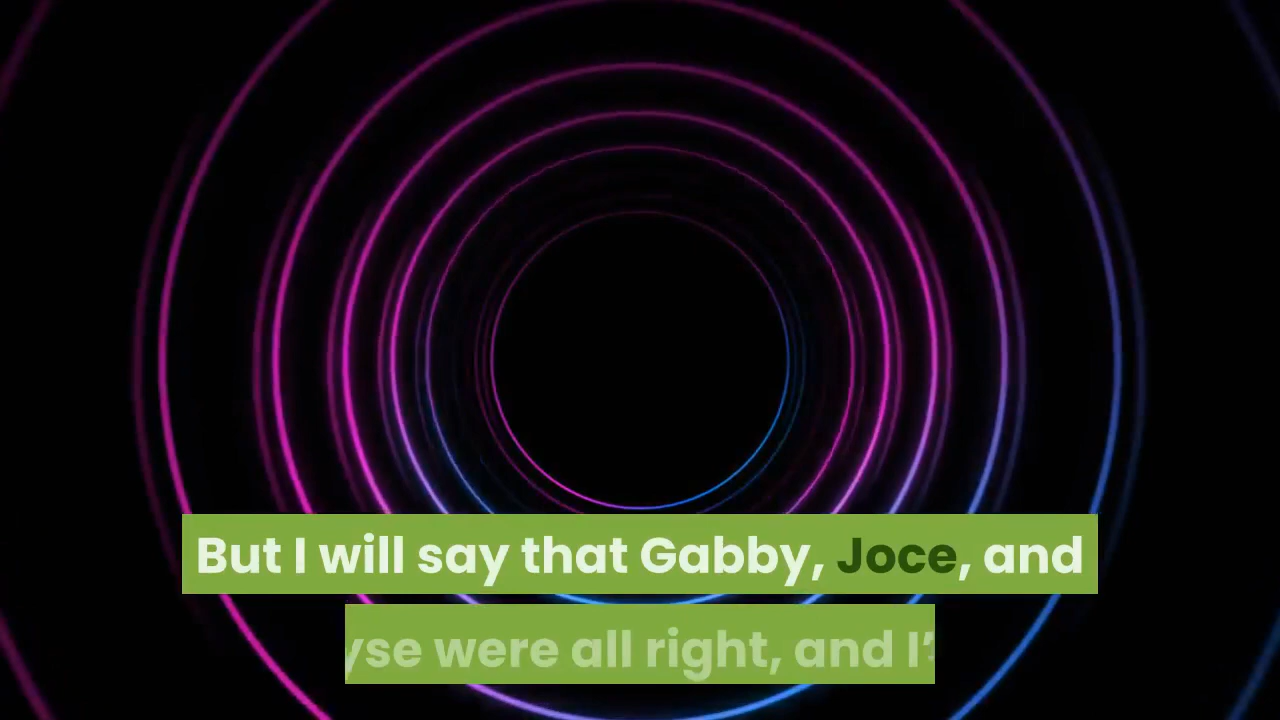 But I will say that Gabby, Joce, and
were all right, and